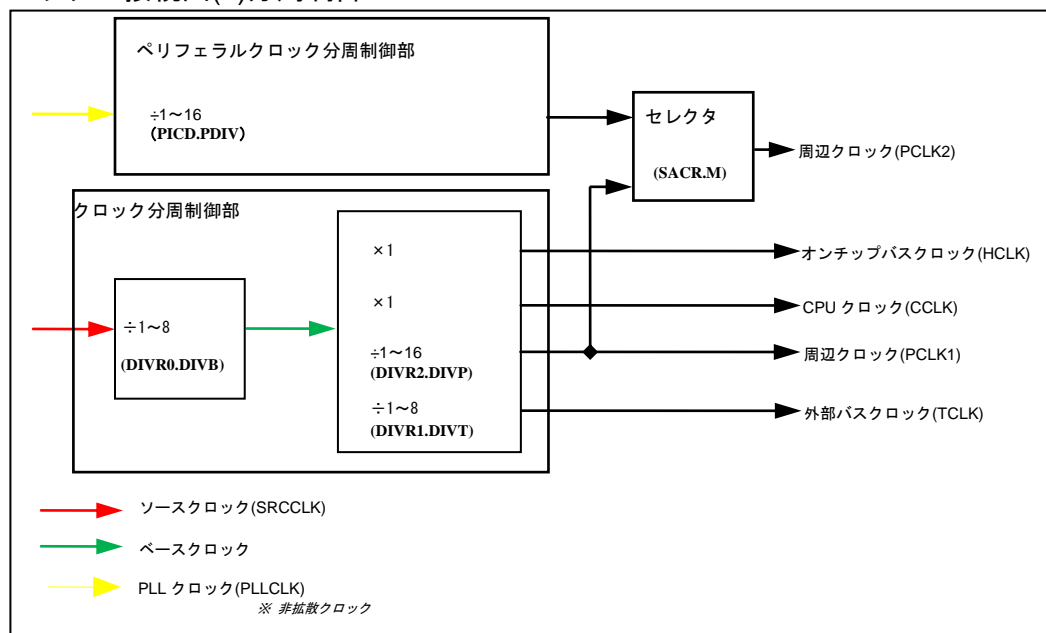 ペリフェラルクロック分周制御部
÷1～16
(PICD.PDIV)
セレクタ
(SACR.M)
周辺クロック(PCLK2)
クロック分周制御部
×1
オンチップバスクロック(HCLK)
×1
CPU クロック(CCLK)
÷1～8
(DIVR0.DIVB)
÷1～16
(DIVR2.DIVP)
周辺クロック(PCLK1)
÷1～8
(DIVR1.DIVT)
外部バスクロック(TCLK)
ソースクロック(SRCCLK)
ベースクロック
PLL クロック(PLLCLK)
※ 非拡散クロック